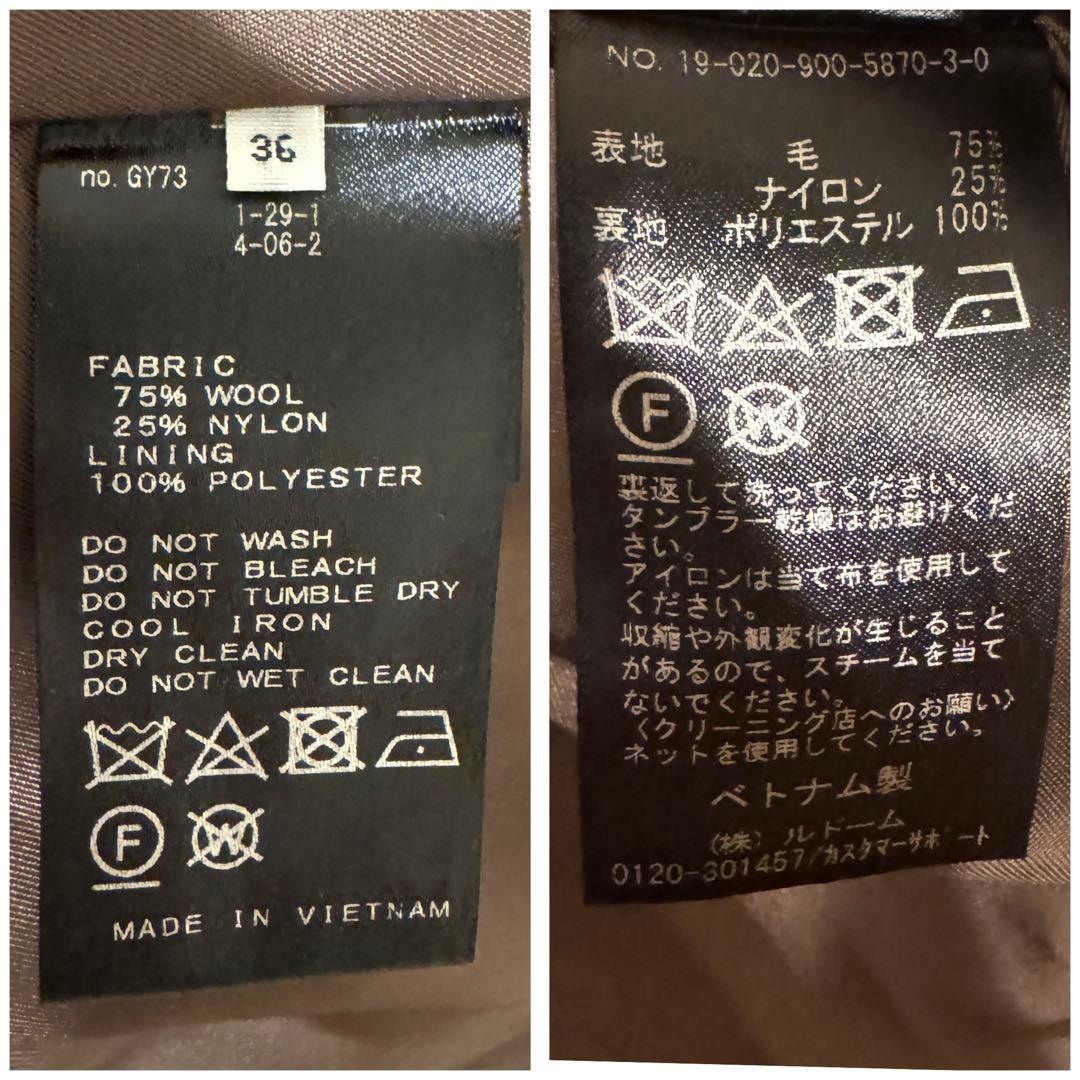 36
no. GY73
1-29-1
4-06-2
FABRIC
75% WOOL
25% NYLON
LINING
100% POLYESTER
DO NOT WASH
DO NOT BLEACH
DO NOT TUMBLE DRY
COOL IRON
DRY CLEAN
DO NOT WET CLEAN
F W
MADE IN VIETNAM
NO. 19-020-900-5870-3-0
表地 毛 75%
ナイロン 25%
裏地 ポリエステル 100%
F W
裏返して洗ってください。
タンブラー乾燥はお避けくだ
さい。
アイロンは当て布を使用して
ください。
収縮や外観変化が生じること
があるので、スチームを当て
ないでください。
〈クリーニング店へのお願い〉
ネットを使用してください。
ベトナム製
(株)ルドーム
0120-301457/カスタマーサポート